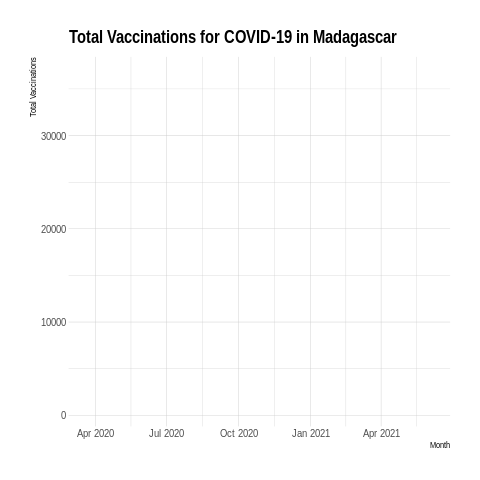 Total Vaccinations for COVID-19 in Madagascar
Total Vaccinations
30000
20000
10000
0
Apr 2020 Jul 2020 Oct 2020 Jan 2021 Apr 2021
Month